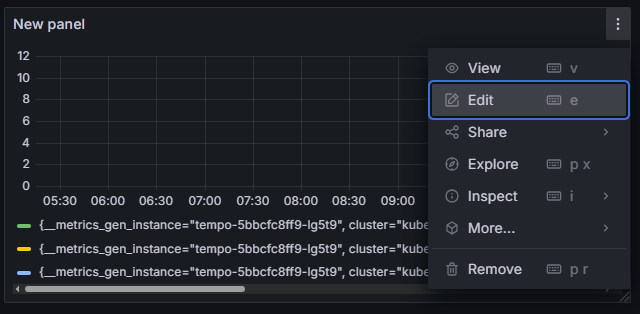 New panel
12
10
8
6
4
2
0
05:30 06:00 06:30 07:00 07:30 08:00 08:30 09:00
{__metrics_gen_instance="tempo-5bbcfc8ff9-lg5t9", cluster="kube
{__metrics_gen_instance="tempo-5bbcfc8ff9-lg5t9", cluster="kube
{__metrics_gen_instance="tempo-5bbcfc8ff9-lg5t9", cluster="kube
View v
Edit e
Share
Explore p x
Inspect i
More...
Remove p r